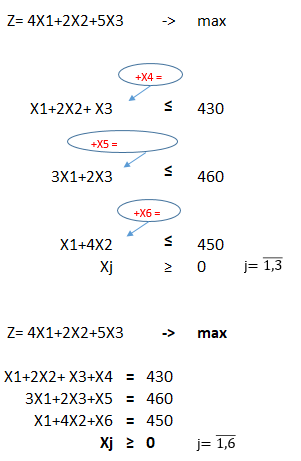 Z= 4X1+2X2+5X3 -> max
+X4 =
X1+2X2+ X3 ≤ 430
+X5 =
3X1+2X3 ≤ 460
+X6 =
X1+4X2 ≤ 450
Xj ≥ 0 j= 1,3
Z= 4X1+2X2+5X3 -> max
X1+2X2+ X3+X4 = 430
3X1+2X3+X5 = 460
X1+4X2+X6 = 450
Xj ≥ 0 j= 1,6